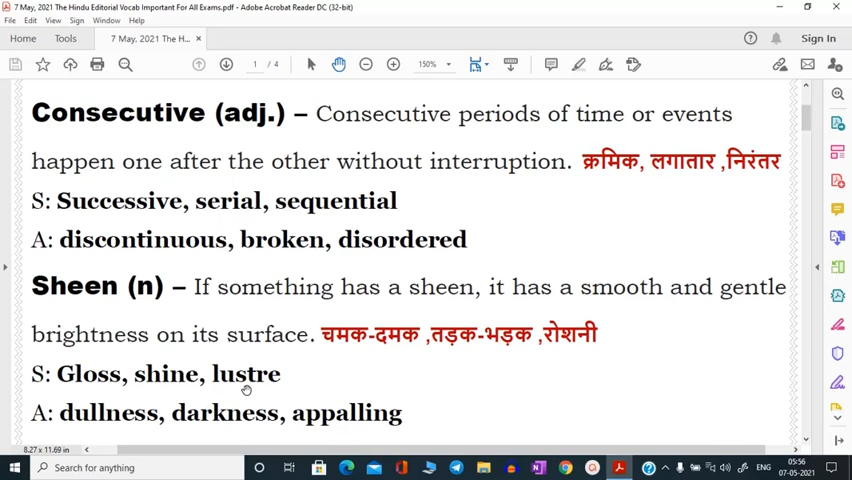 7 May, 2021 The Hindu Editorial Vocab Important For All Exams.pdf - Adobe Acrobat Reader DC (32-bit)
File Edit View Sign Window Help
Home Tools 7 May, 2021 The H... × Sign In
1 / 4 150%
Consecutive (adj.) – Consecutive periods of time or events
happen one after the other without interruption. क्रमिक, लगातार ,निरंतर
S: Successive, serial, sequential
A: discontinuous, broken, disordered
Sheen (n) – If something has a sheen, it has a smooth and gentle
brightness on its surface. चमक-दमक ,तड़क-भड़क ,रोशनी
S: Gloss, shine, lustre
A: dullness, darkness, appalling
8.27 x 11.69 in
Search for anything ENG 05:56
07-05-2021